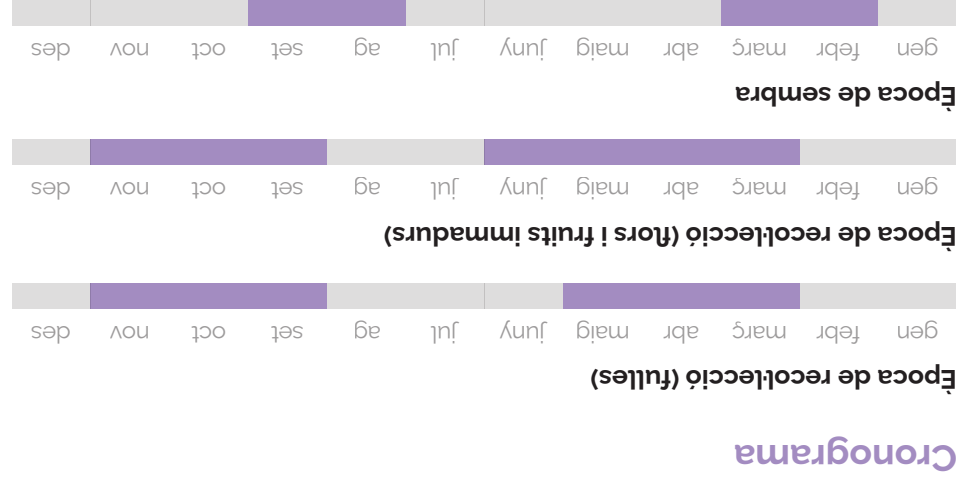 Cronograma
Època de recol·lecció (fulles)
gen febr març abr maig juny jul ag set oct nov des
Època de recol·lecció (flors i fruits immadurs)
gen febr març abr maig juny jul ag set oct nov des
Època de sembra
gen febr març abr maig juny jul ag set oct nov des